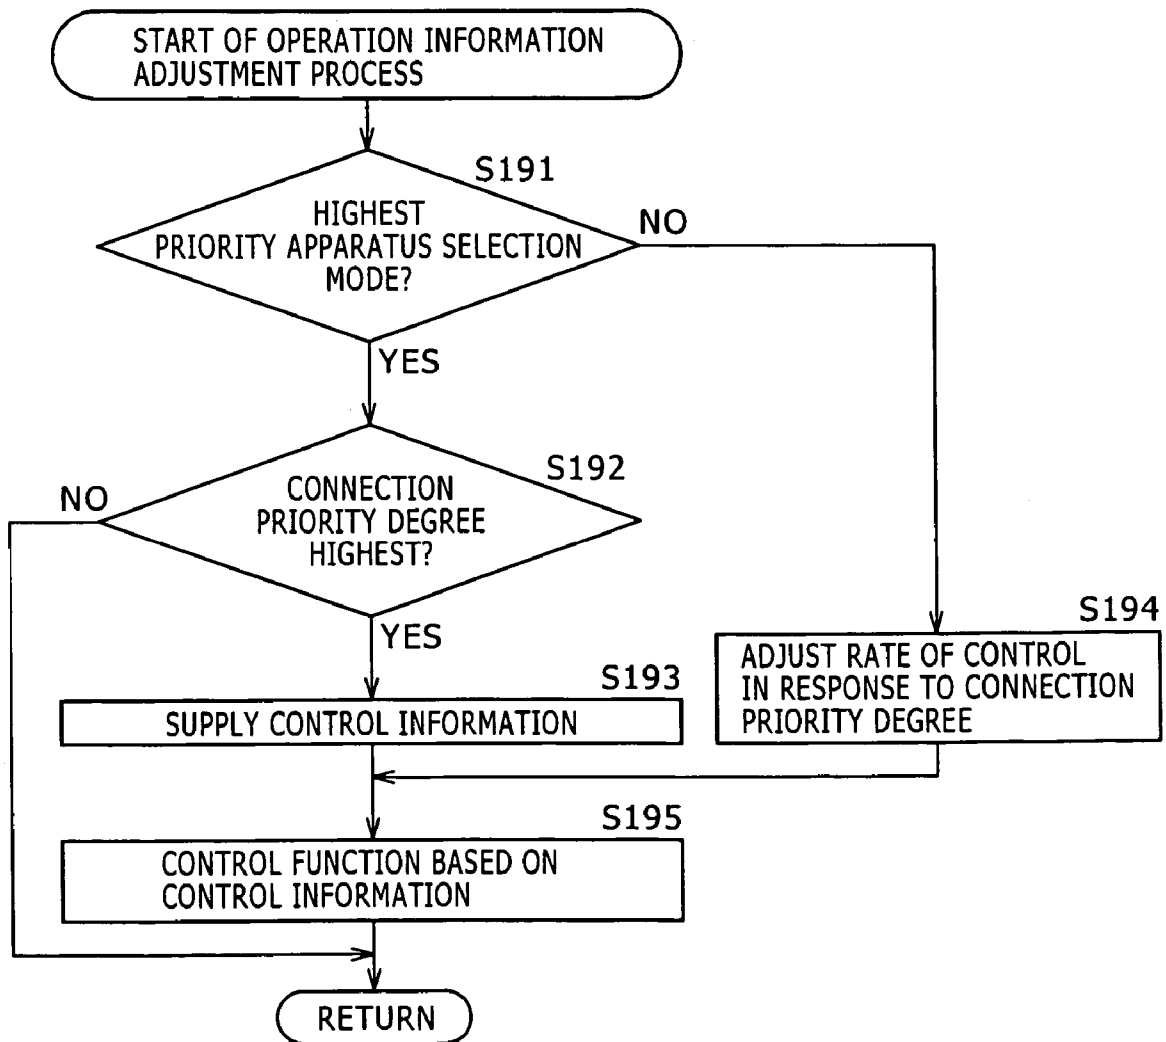 START OF OPERATION INFORMATION
ADJUSTMENT PROCESS
S191
HIGHEST
PRIORITY APPARATUS SELECTION
MODE?
NO
YES
S192
CONNECTION
PRIORITY DEGREE
HIGHEST?
NO
YES
S194
ADJUST RATE OF CONTROL
IN RESPONSE TO CONNECTION
PRIORITY DEGREE
S193
SUPPLY CONTROL INFORMATION
S195
CONTROL FUNCTION BASED ON
CONTROL INFORMATION
RETURN